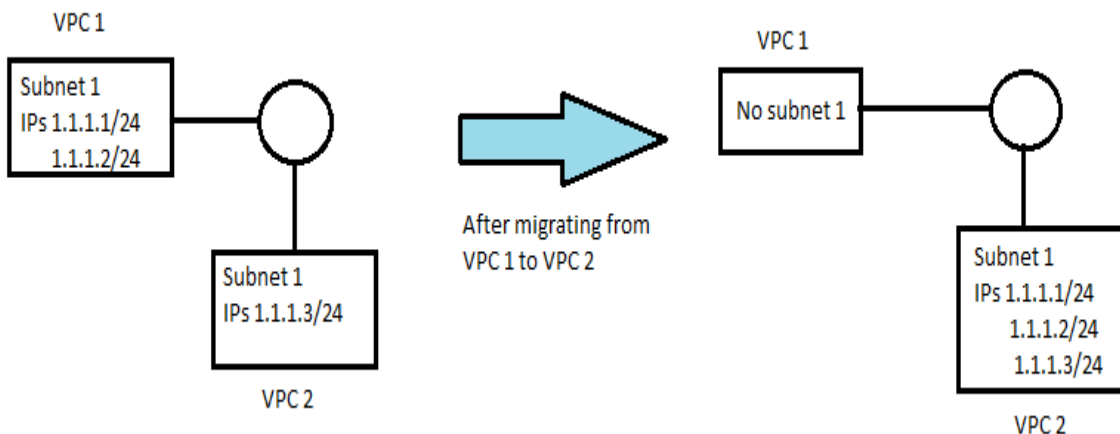 VPC 1
Subnet 1
IPs 1.1.1.1/24
1.1.1.2/24
Subnet 1
IPs 1.1.1.3/24
VPC 2
After migrating from
VPC 1 to VPC 2
VPC 1
No subnet 1
Subnet 1
IPs 1.1.1.1/24
1.1.1.2/24
1.1.1.3/24
VPC 2